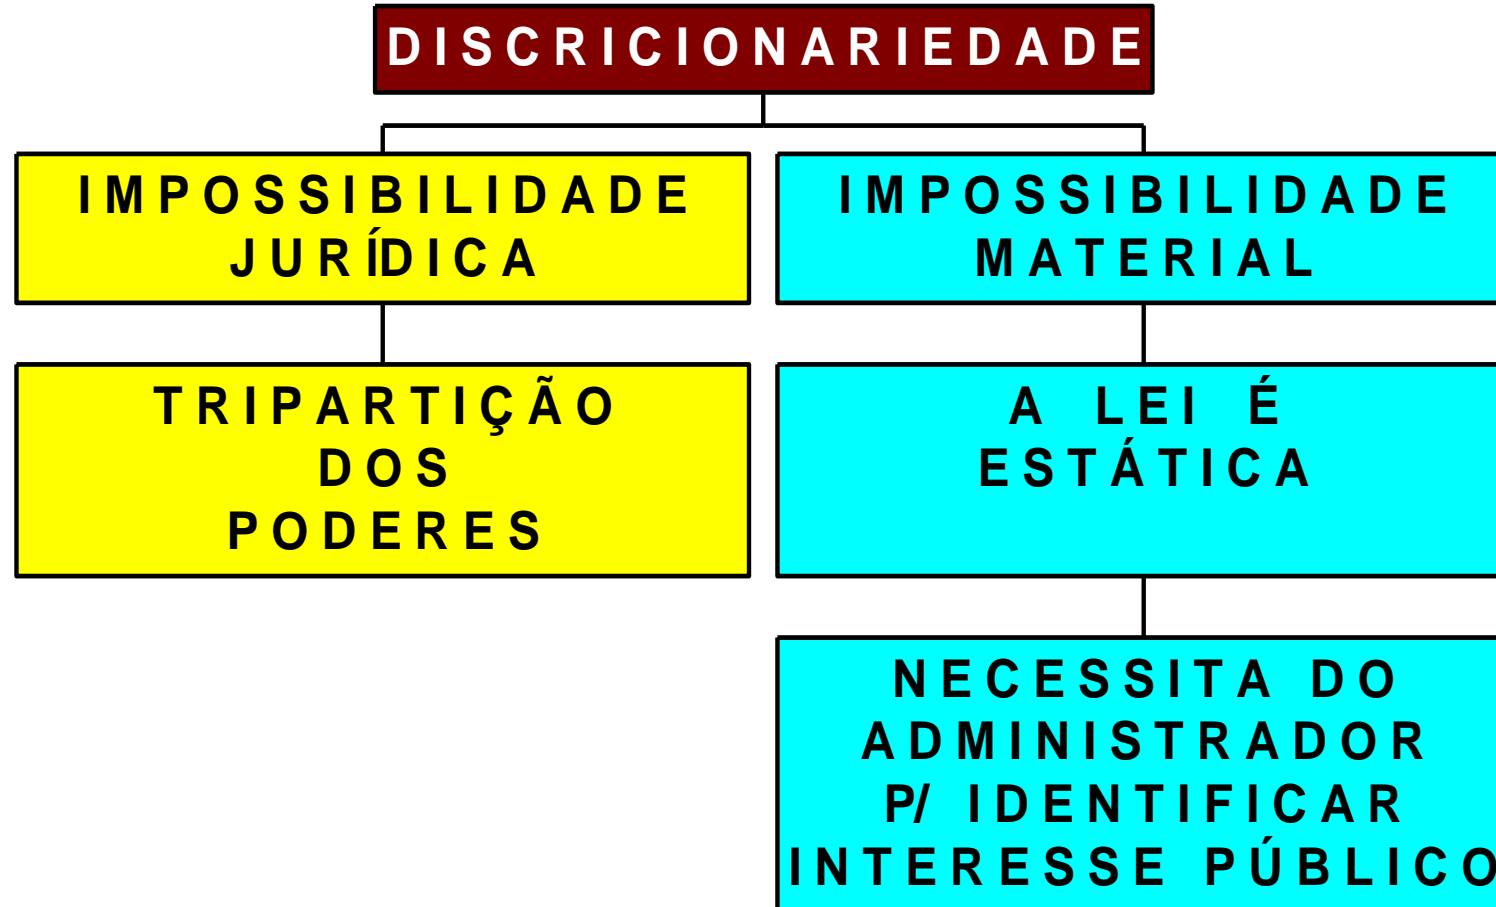 DISCRICIONARIEDADE
IMPOSSIBILIDADE
JURÍDICA
IMPOSSIBILIDADE
MATERIAL
TRIPARTIÇÃO
DOS
PODERES
A LEI É
ESTÁTICA
NECESSITA DO
ADMINISTRADOR
P/ IDENTIFICAR
INTERESSE PÚBLICO